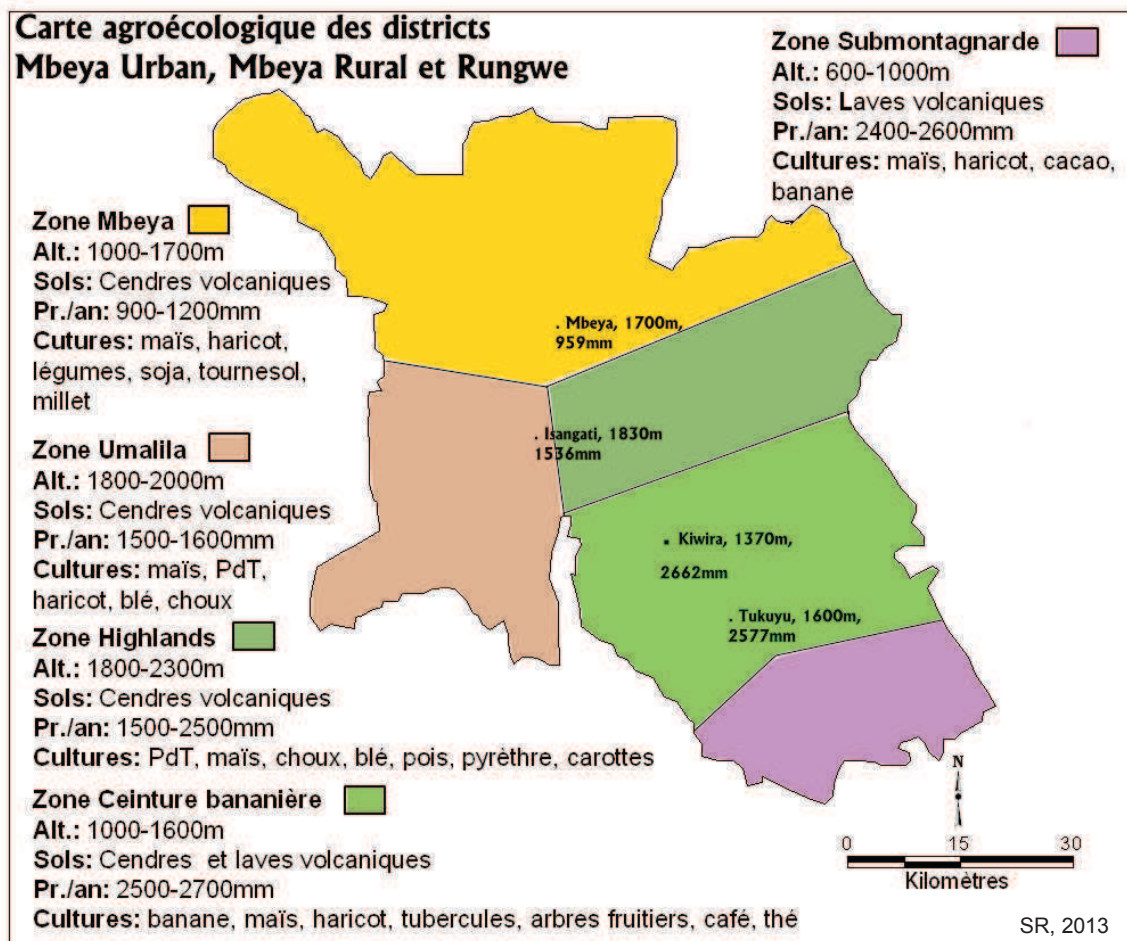 Carte agroécologique des districts
Mbeya Urban, Mbeya Rural et Rungwe
Zone Submontagnarde
Alt.: 600-1000m
Sols: Laves volcaniques
Pr./an: 2400-2600mm
Cultures: maïs, haricot, cacao,
banane
Zone Mbeya
Alt.: 1000-1700m
Sols: Cendres volcaniques
Pr./an: 900-1200mm
Cutures: maïs, haricot,
légumes, soja, tournesol,
millet
. Mbeya, 1700m,
959mm
Zone Umalila
Alt.: 1800-2000m
Sols: Cendres volcaniques
Pr./an: 1500-1600mm
Cultures: maïs, PdT,
haricot, blé, choux
. Isangati, 1830m
1536mm
. Kiwira, 1370m,
2662mm
. Tukuyu, 1600m,
2577mm
Zone Highlands
Alt.: 1800-2300m
Sols: Cendres volcaniques
Pr./an: 1500-2500mm
Cultures: PdT, maïs, choux, blé, pois, pyrèthre, carottes
Zone Ceinture bananière
Alt.: 1000-1600m
Sols: Cendres et laves volcaniques
Pr./an: 2500-2700mm
Cultures: banane, maïs, haricot, tubercules, arbres fruitiers, café, thé
N
0 15 30
Kilomètres
SR, 2013